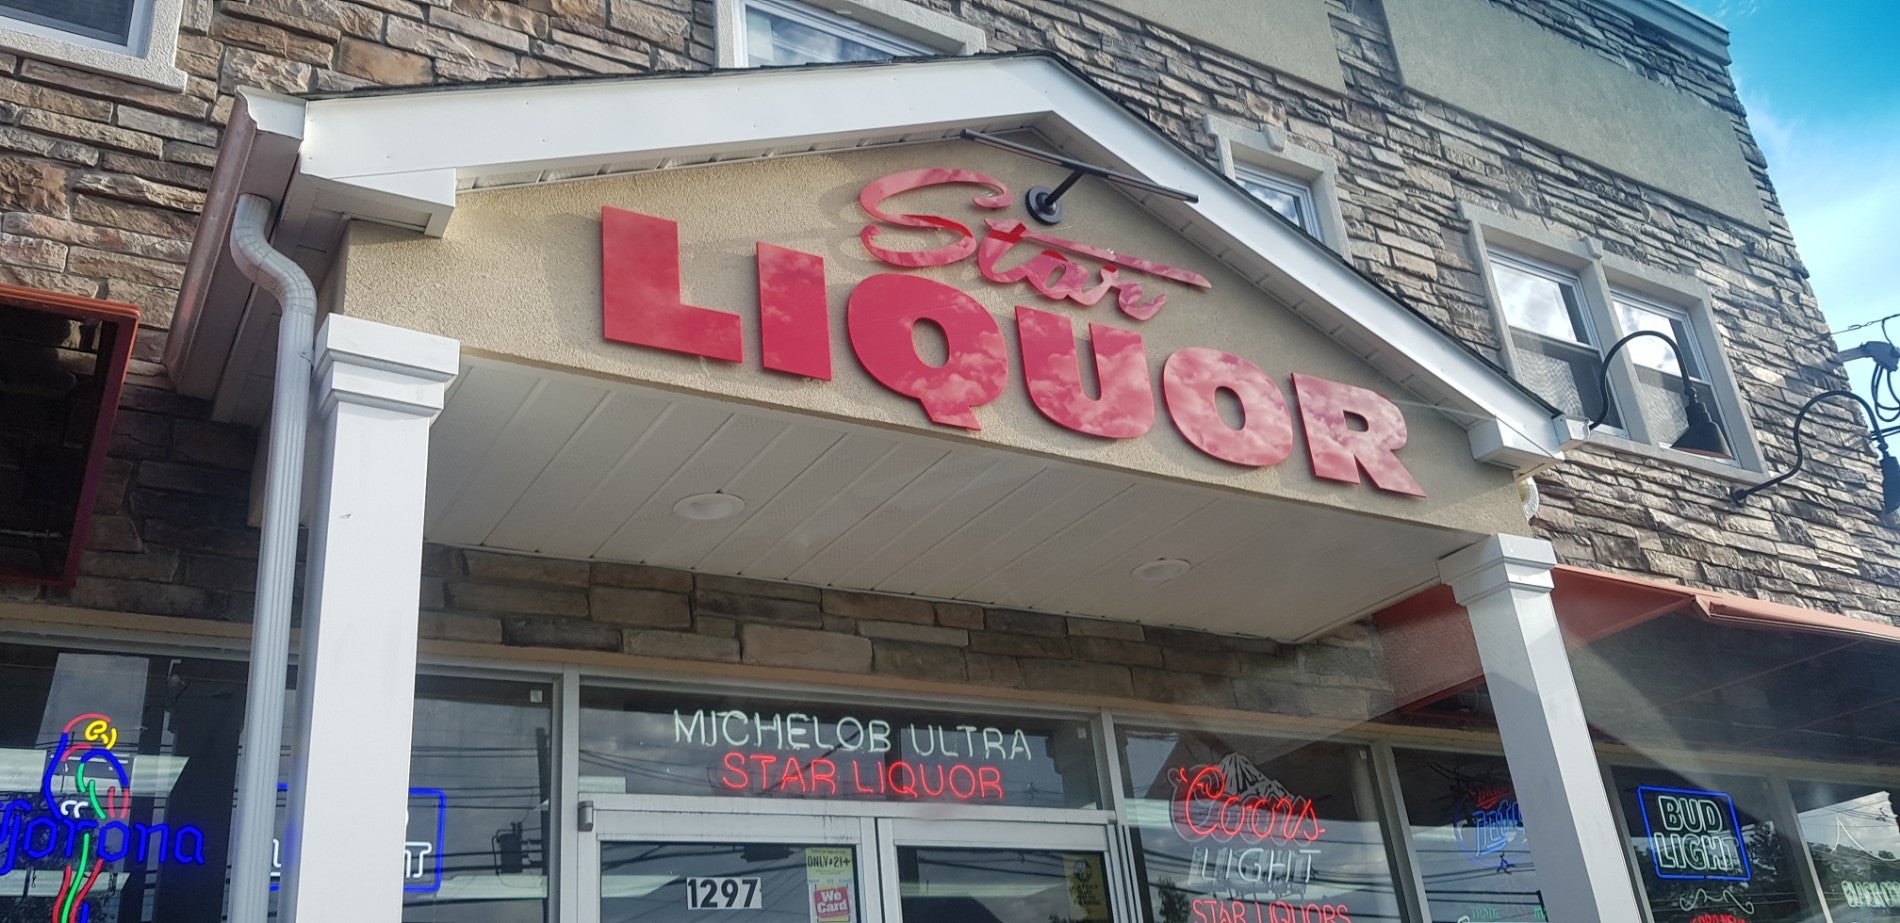 Star
LIQUOR
MICHELOB ULTRA
STAR LIQUOR
Corona
1297
ONLY 21+
We
Card
Coors
LIGHT
STAR LIQUORS
BUD
LIGHT